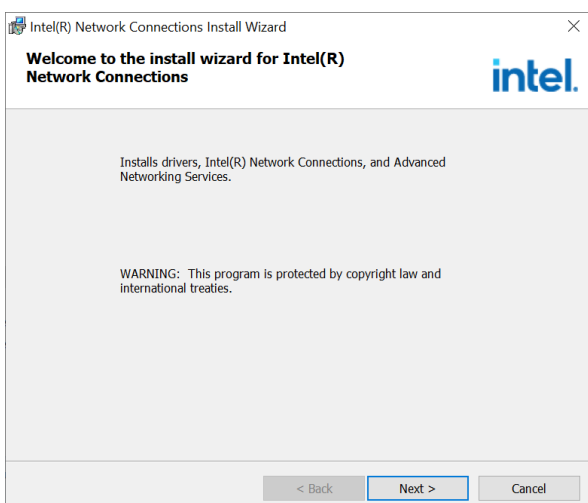 Intel(R) Network Connections Install Wizard
Welcome to the install wizard for Intel(R)
Network Connections
intel.
Installs drivers, Intel(R) Network Connections, and Advanced
Networking Services.
WARNING:  This program is protected by copyright law and
international treaties.
< Back
Next >
Cancel